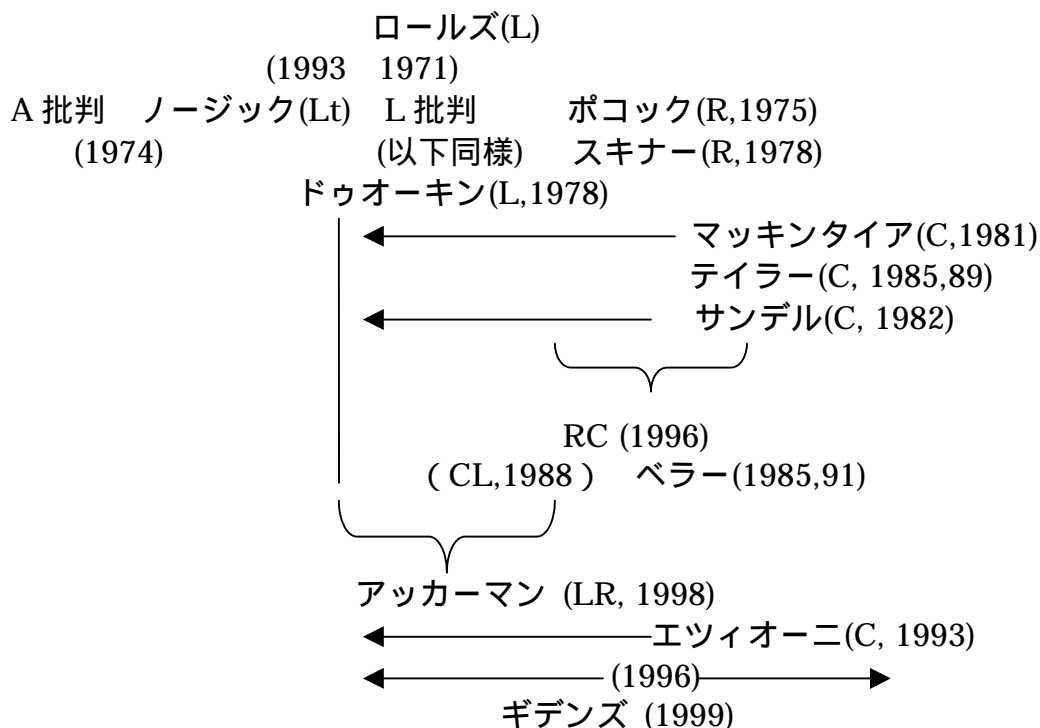 ロールズ(L)
(1993 1971)
A 批判 ノージック(Lt) L 批判 ポコック(R,1975)
(1974) (以下同様) スキナー(R,1978)
ドゥオーキン(L,1978)
マッキンタイア(C,1981)
テイラー(C, 1985,89)
サンデル(C, 1982)
RC (1996)
( CL,1988 ) ベラー(1985,91)
アッカーマン (LR, 1998)
エツィオーニ(C, 1993)
(1996)
ギデンズ (1999)